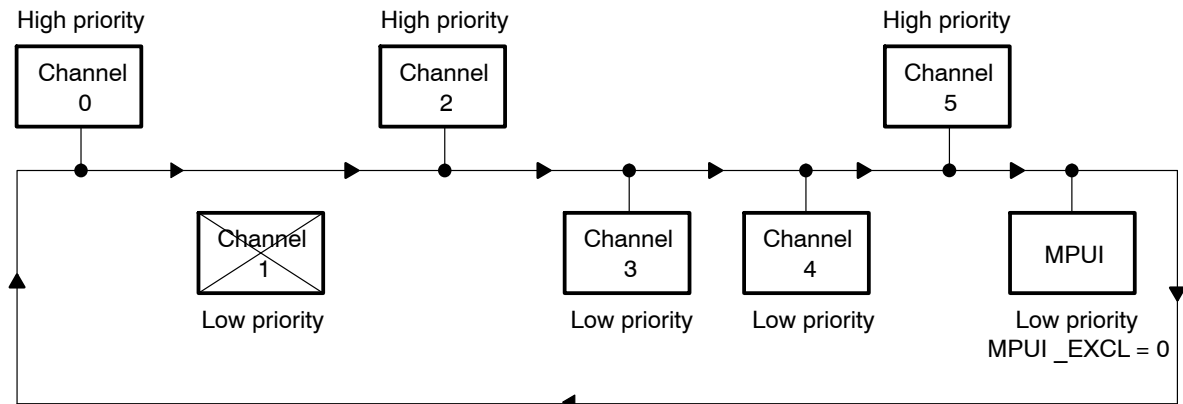 High priority
High priority
High priority
Channel
0
Channel
2
Channel
5
Channel
1
Channel
3
Channel
4
MPUI
Low priority
Low priority
Low priority
Low priority
MPUI _EXCL = 0